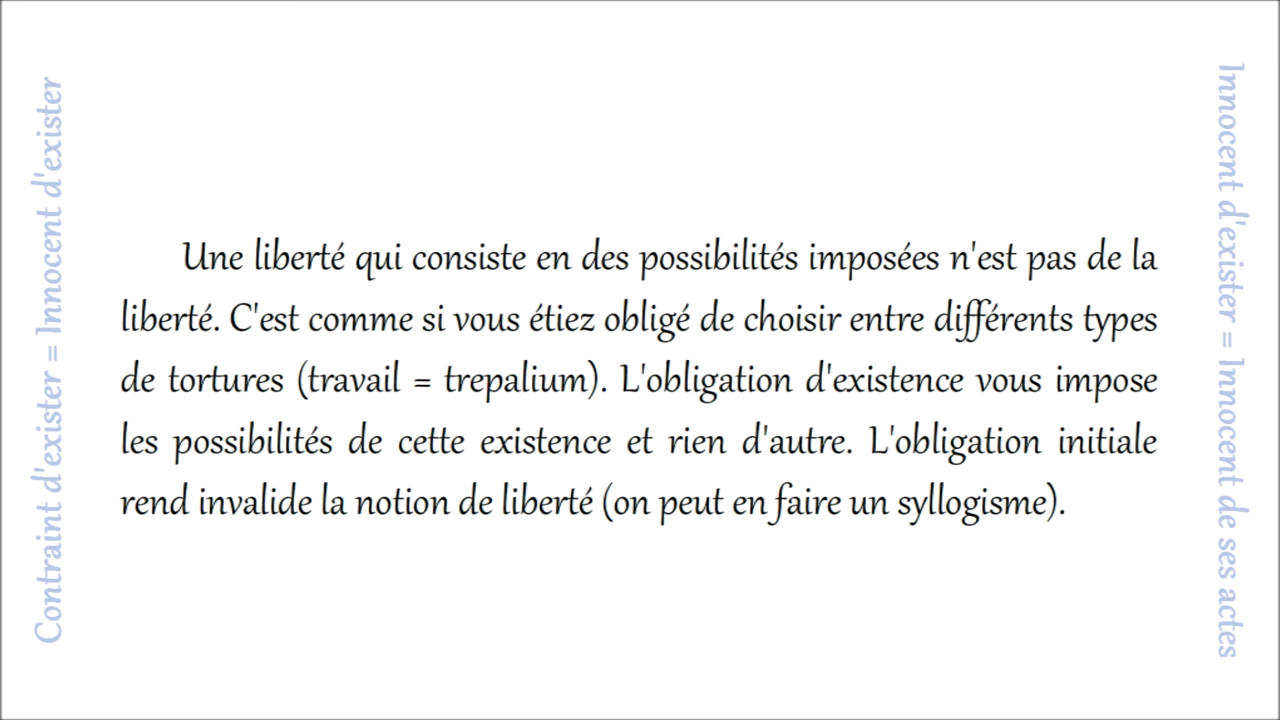 Contraint d'exister = Innocent d'exister
Une liberté qui consiste en des possibilités imposées n'est pas de la
liberté. C'est comme si vous étiez obligé de choisir entre différents types
de tortures (travail = trepalium). L'obligation d'existence vous impose
les possibilités de cette existence et rien d'autre. L'obligation initiale
rend invalide la notion de liberté (on peut en faire un syllogisme).
Innocent d'exister = Innocent de ses actes